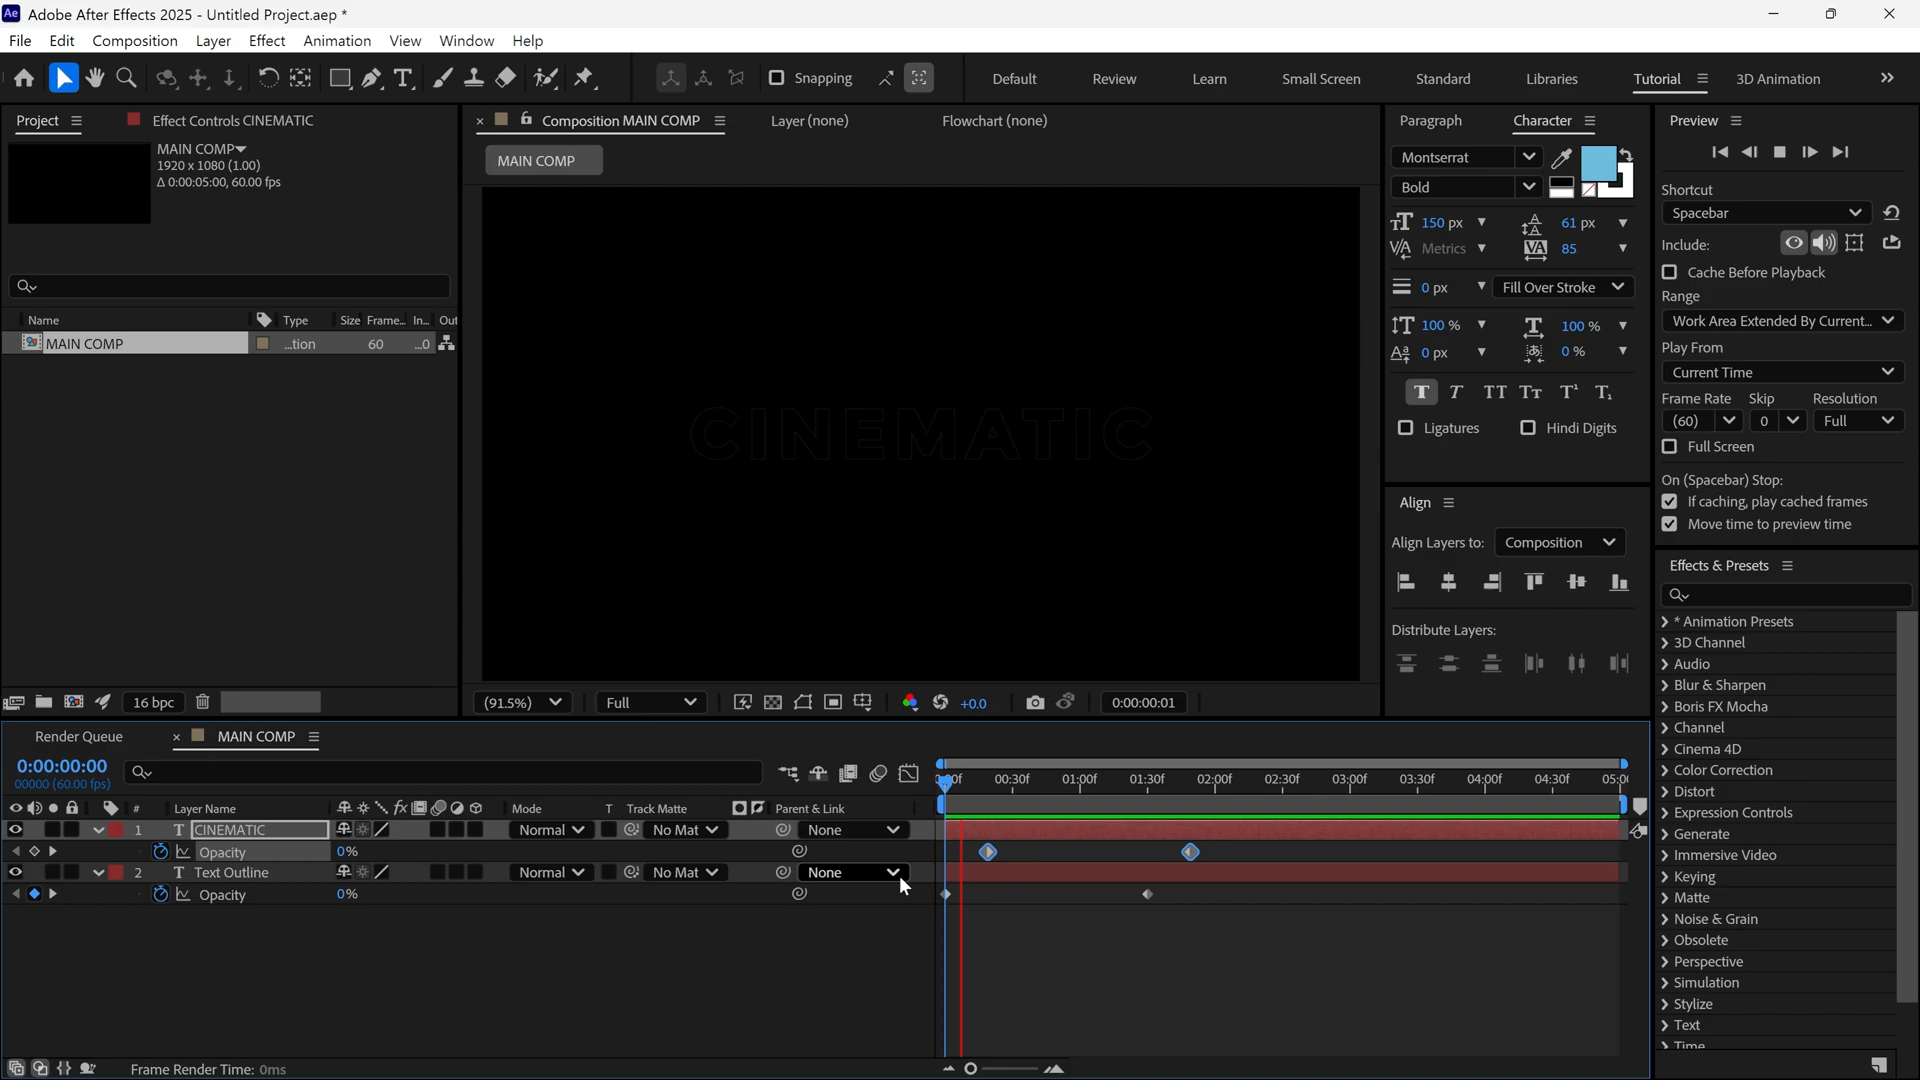 Ae Adobe After Effects 2025 - Untitled Project.aep *
File Edit Composition Layer Effect Animation View Window Help
Snapping Default Review Learn Small Screen Standard Libraries Tutorial 3D Animation
Project Effect Controls CINEMATIC
MAIN COMP
1920 x 1080 (1.00)
Δ 0:00:05:00, 60.00 fps
Name Type Size Frame... In... Out
MAIN COMP ...tion 60 ...0
16 bpc
Composition MAIN COMP Layer (none) Flowchart (none)
MAIN COMP
CINEMATIC
(91.5%) Full +0.0 0:00:00:01
Paragraph Character
Montserrat
Bold
150 px 61 px
Metrics 85
0 px Fill Over Stroke
100 % 100 %
0 px 0 %
T T TT Tt T¹ T₁
Ligatures Hindi Digits
Align
Align Layers to: Composition
Distribute Layers:
Preview
Shortcut
Spacebar
Include:
Cache Before Playback
Range
Work Area Extended By Current...
Play From
Current Time
Frame Rate Skip Resolution
(60) 0 Full
Full Screen
On (Spacebar) Stop:
If caching, play cached frames
Move time to preview time
Effects & Presets
* Animation Presets
3D Channel
Audio
Blur & Sharpen
Boris FX Mocha
Channel
Cinema 4D
Color Correction
Distort
Expression Controls
Generate
Immersive Video
Keying
Matte
Noise & Grain
Obsolete
Perspective
Simulation
Stylize
Text
Time
Render Queue MAIN COMP
0:00:00:00
00000 (60.00 fps)
00:30f 01:00f 01:30f 02:00f 02:30f 03:00f 03:30f 04:00f 04:30f 05:00
# Layer Name Mode T Track Matte Parent & Link
1 T CINEMATIC Normal No Mat None
Opacity 0%
2 T Text Outline Normal No Mat None
Opacity 0%
Frame Render Time: 0ms